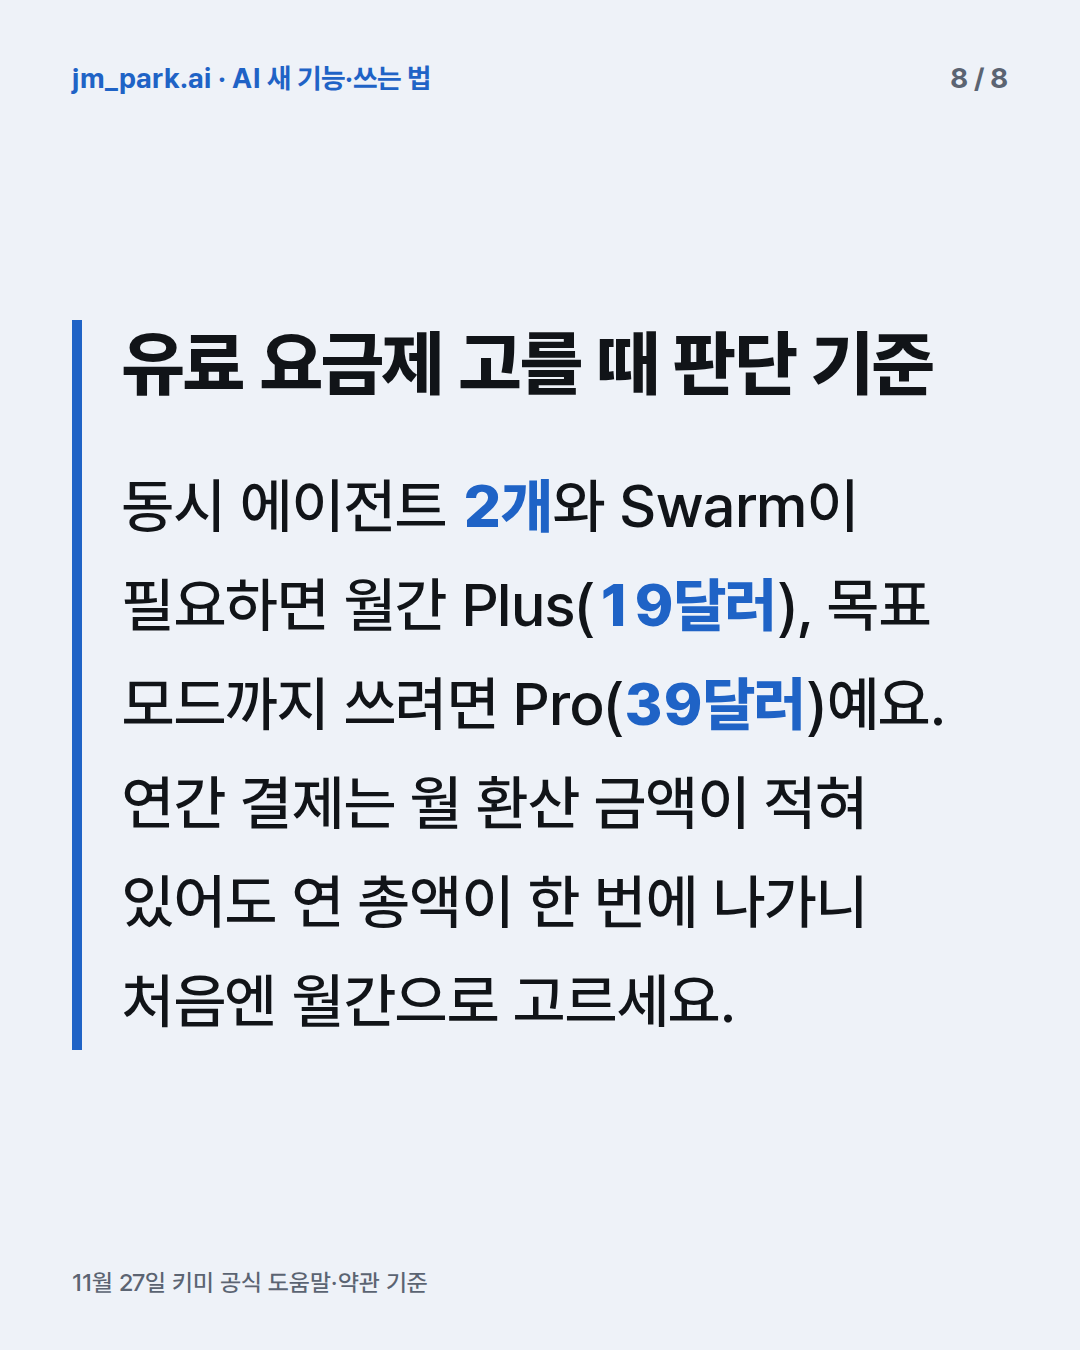 jm_park.ai · AI 새 기능·쓰는 법
8 / 8
유료 요금제 고를 때 판단 기준
동시 에이전트 2개와 Swarm이
필요하면 월간 Plus(19달러), 목표
모드까지 쓰려면 Pro(39달러)예요.
연간 결제는 월 환산 금액이 적혀
있어도 연 총액이 한 번에 나가니
처음엔 월간으로 고르세요.
11월 27일 키미 공식 도움말·약관 기준